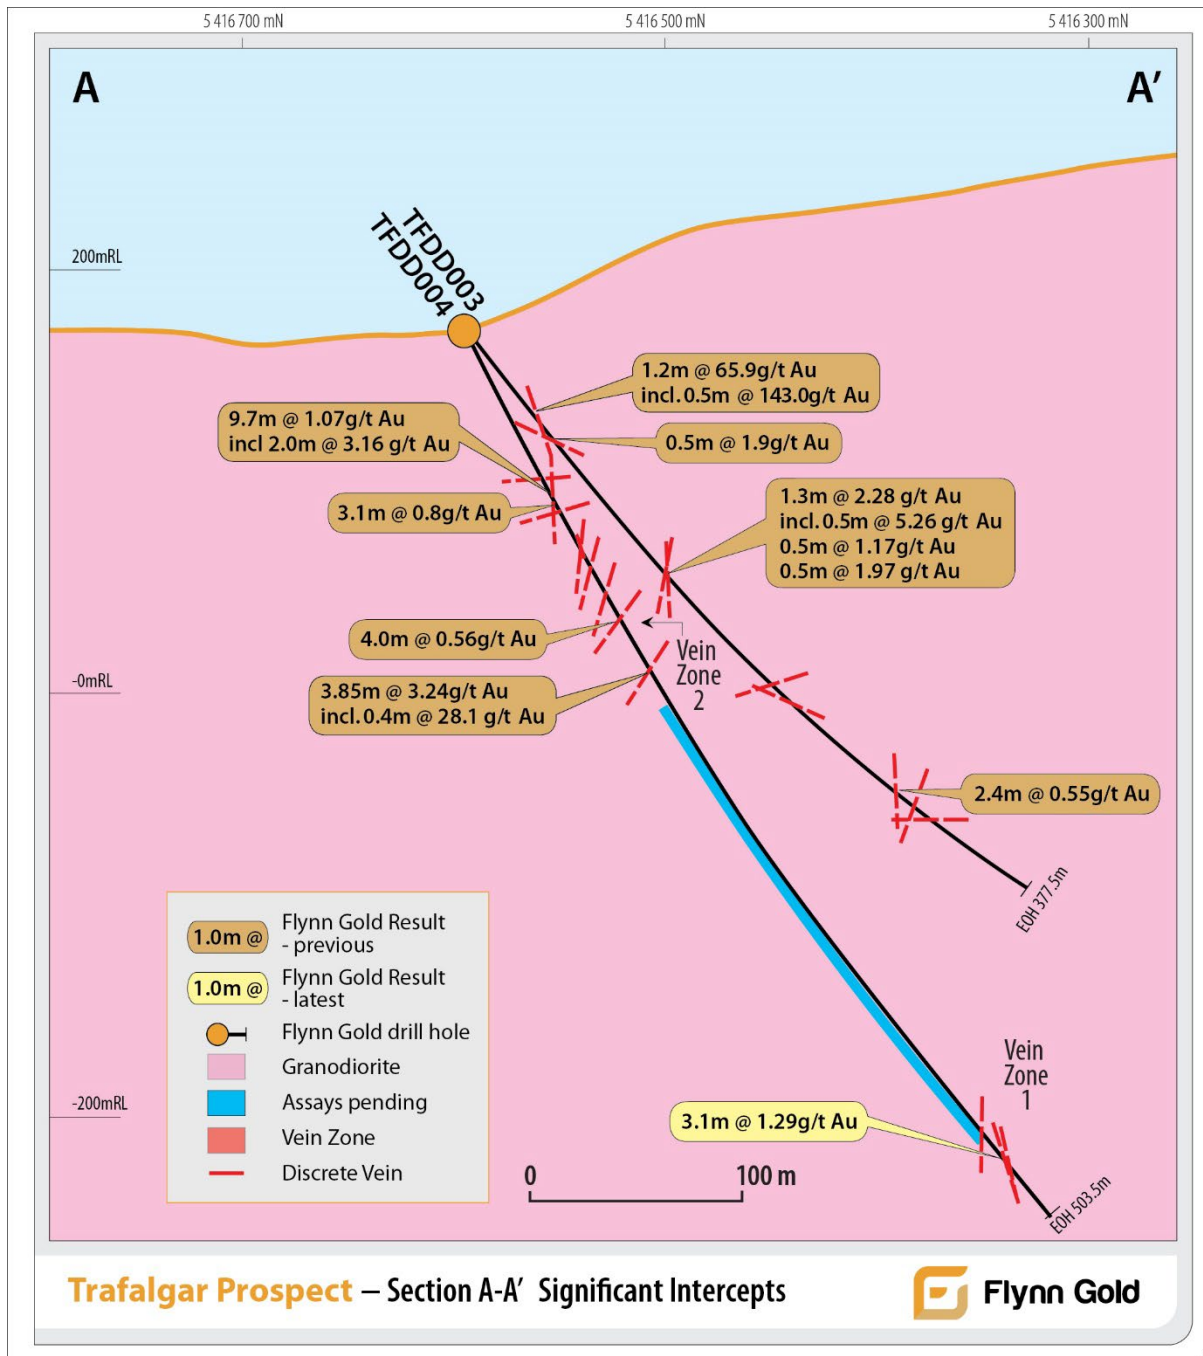 5 416 700 mN
5 416 500 mN
5 416 300 mN
A
A′
200mRL
TFDD003
TFDD004
1.2m @ 65.9g/t Au
incl.0.5m @ 143.0g/t Au
9.7m @ 1.07g/t Au
incl 2.0m @ 3.16 g/t Au
0.5m @ 1.9g/t Au
3.1m @ 0.8g/t Au
1.3m @ 2.28 g/t Au
incl.0.5m @ 5.26 g/t Au
0.5m @ 1.17g/t Au
0.5m @ 1.97 g/t Au
4.0m @ 0.56g/t Au
Vein
Zone
2
-0mRL
3.85m @ 3.24g/t Au
incl.0.4m @ 28.1 g/t Au
2.4m @ 0.55g/t Au
EOH 377.5m
1.0m @
Flynn Gold Result
- previous
1.0m @
Flynn Gold Result
- latest
Flynn Gold drill hole
Granodiorite
Assays pending
Vein Zone
Discrete Vein
-200mRL
Vein
Zone
1
3.1m @ 1.29g/t Au
0
100 m
EOH 503.5m
Trafalgar Prospect – Section A-A′ Significant Intercepts
Flynn Gold